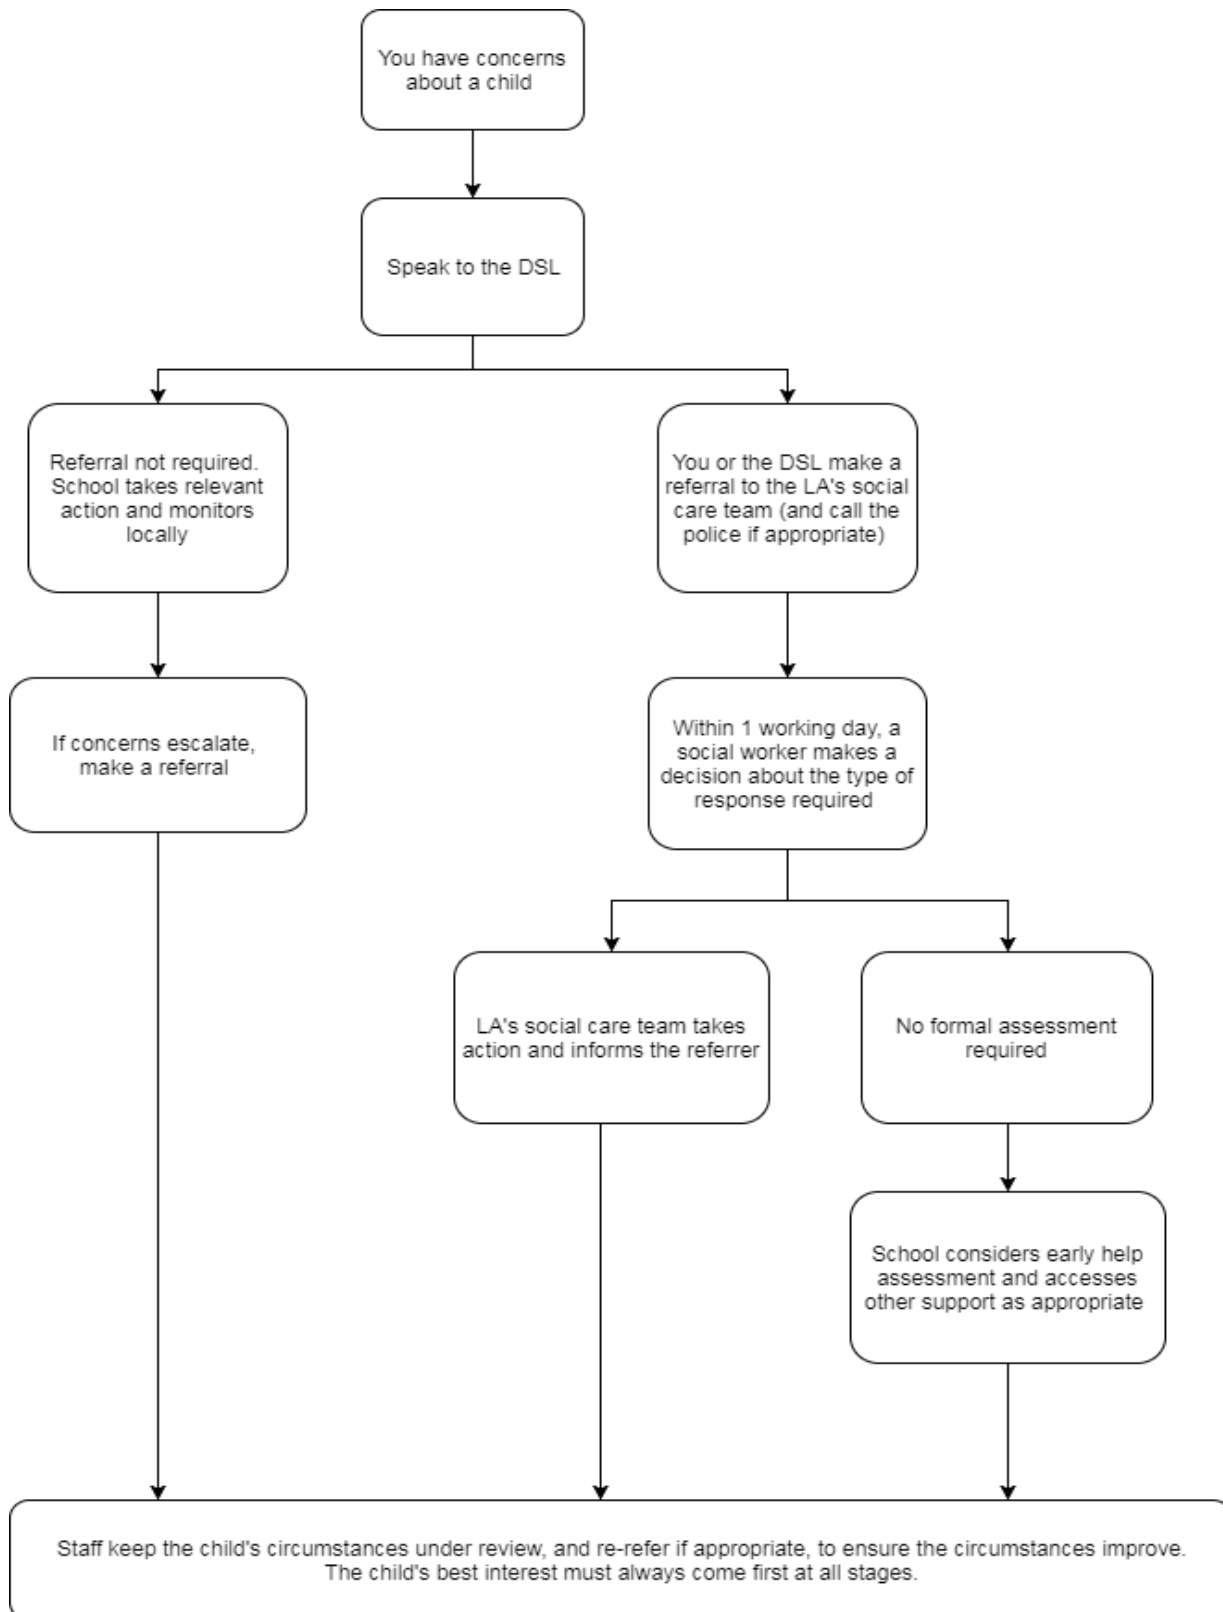 You have concerns
about a child
Speak to the DSL
Referral not required.
School takes relevant
action and monitors
locally
You or the DSL make a
referral to the LA's social
care team (and call the
police if appropriate)
If concerns escalate,
make a referral
Within 1 working day, a
social worker makes a
decision about the type of
response required
LA's social care team takes
action and informs the referrer
No formal assessment
required
School considers early help
assessment and accesses
other support as appropriate
Staff keep the child's circumstances under review, and re-refer if appropriate, to ensure the circumstances improve.
The child's best interest must always come first at all stages.